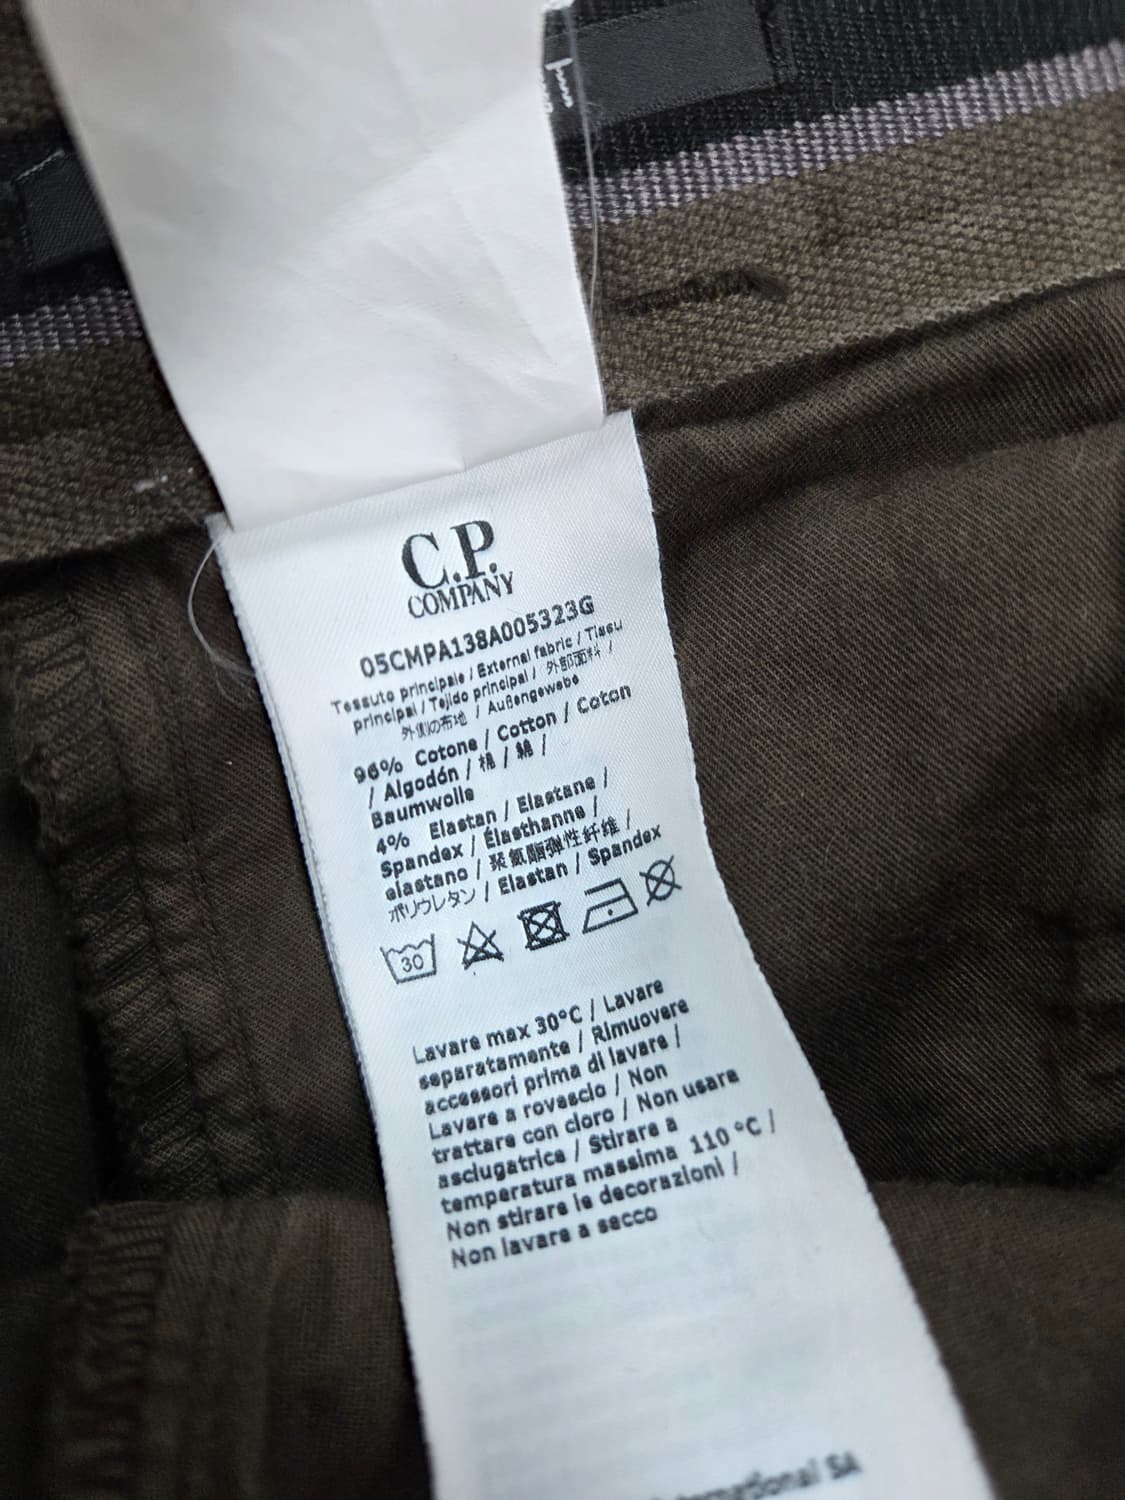 C.P.
COMPANY
05CMPA138A005323G
Tessuto principale / External fabric / Tissu
principal / Tejido principal / 外部面料 /
外側の布地 / Außengewebe
96% Cotone / Cotton / Coton
/ Algodón / 棉 / 綿 /
Baumwolle
4% Elastan / Elastane /
Spandex / Élasthanne /
elastano / 聚氨酯弹性纤维 /
ポリウレタン / Elastan / Spandex
30
Lavare max 30°C / Lavare
separatamente / Rimuovere
accessori prima di lavare /
Lavare a rovescio / Non
trattare con cloro / Non usara
asciugatrice / Stirare a
temperatura massima 110 °C /
Non stirare le decorazioni /
Non lavare a secco
SA